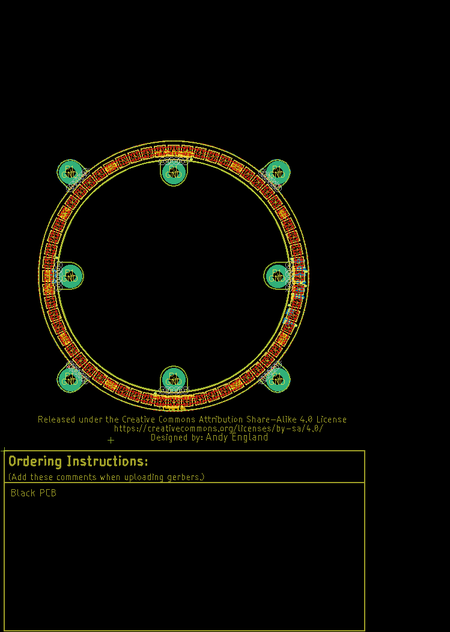 Released under the Creative Commons Attribution Share-Alike 4.0 License
https://creativecommons.org/licenses/by-sa/4.0/
Designed by: Andy England
Ordering Instructions:
(Add these comments when uploading gerbers.)
Black PCB